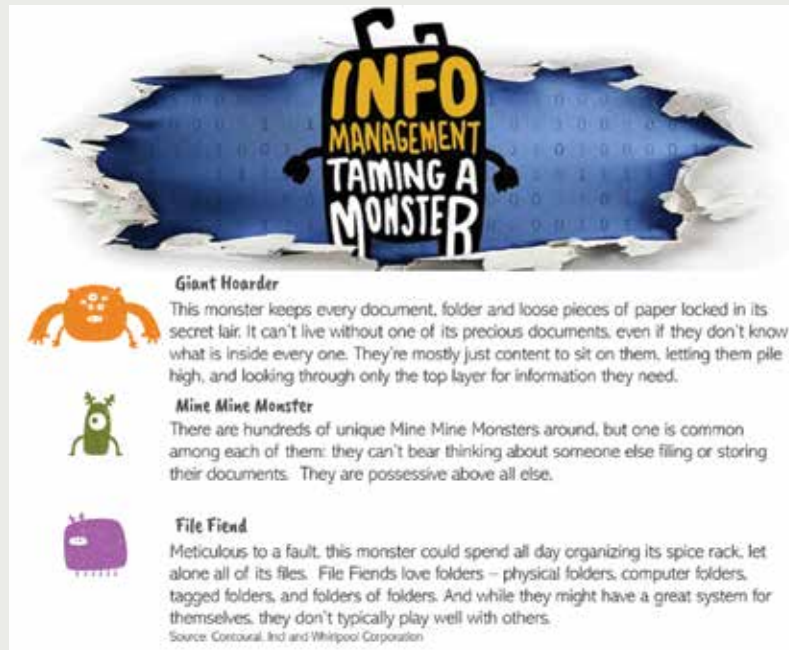 INFO
MANAGEMENT
TAMING A
MONSTER
Giant Hoarder
This monster keeps every document, folder and loose pieces of paper locked in its
secret lair. It can't live without one of its precious documents, even if they don't know
what is inside every one. They're mostly just content to sit on them, letting them pile
high, and looking through only the top layer for information they need.
Mine Mine Monster
There are hundreds of unique Mine Mine Monsters around, but one is common
among each of them: they can't bear thinking about someone else filing or storing
their documents. They are possessive above all else.
File Fiend
Meticulous to a fault, this monster could spend all day organizing its spice rack, let
alone all of its files. File Fiends love folders – physical folders, computer folders,
tagged folders, and folders of folders. And while they might have a great system for
themselves, they don't typically play well with others.
Source: Contoural, Incl and Whirlpool Corporation